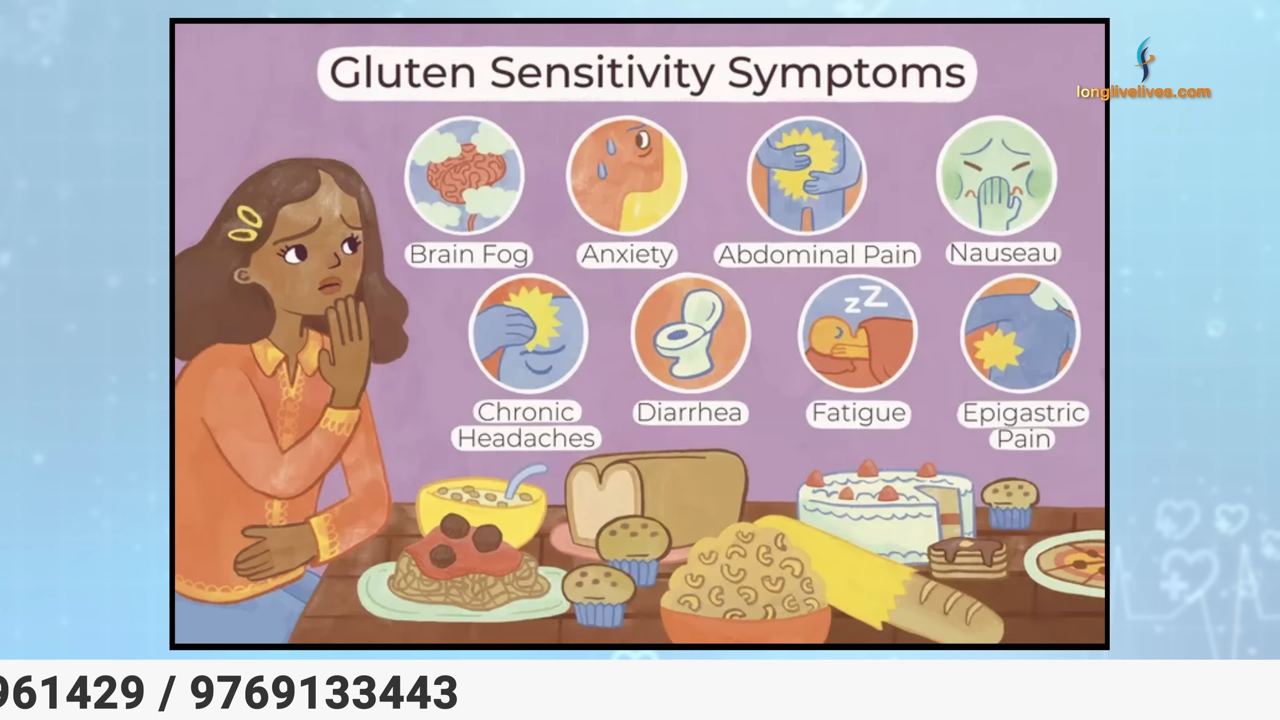 Gluten Sensitivity Symptoms
longlivelives.com
Brain Fog
Anxiety
Abdominal Pain
Nauseau
Chronic
Headaches
Diarrhea
zZ
Fatigue
Epigastric
Pain
961429 / 9769133443